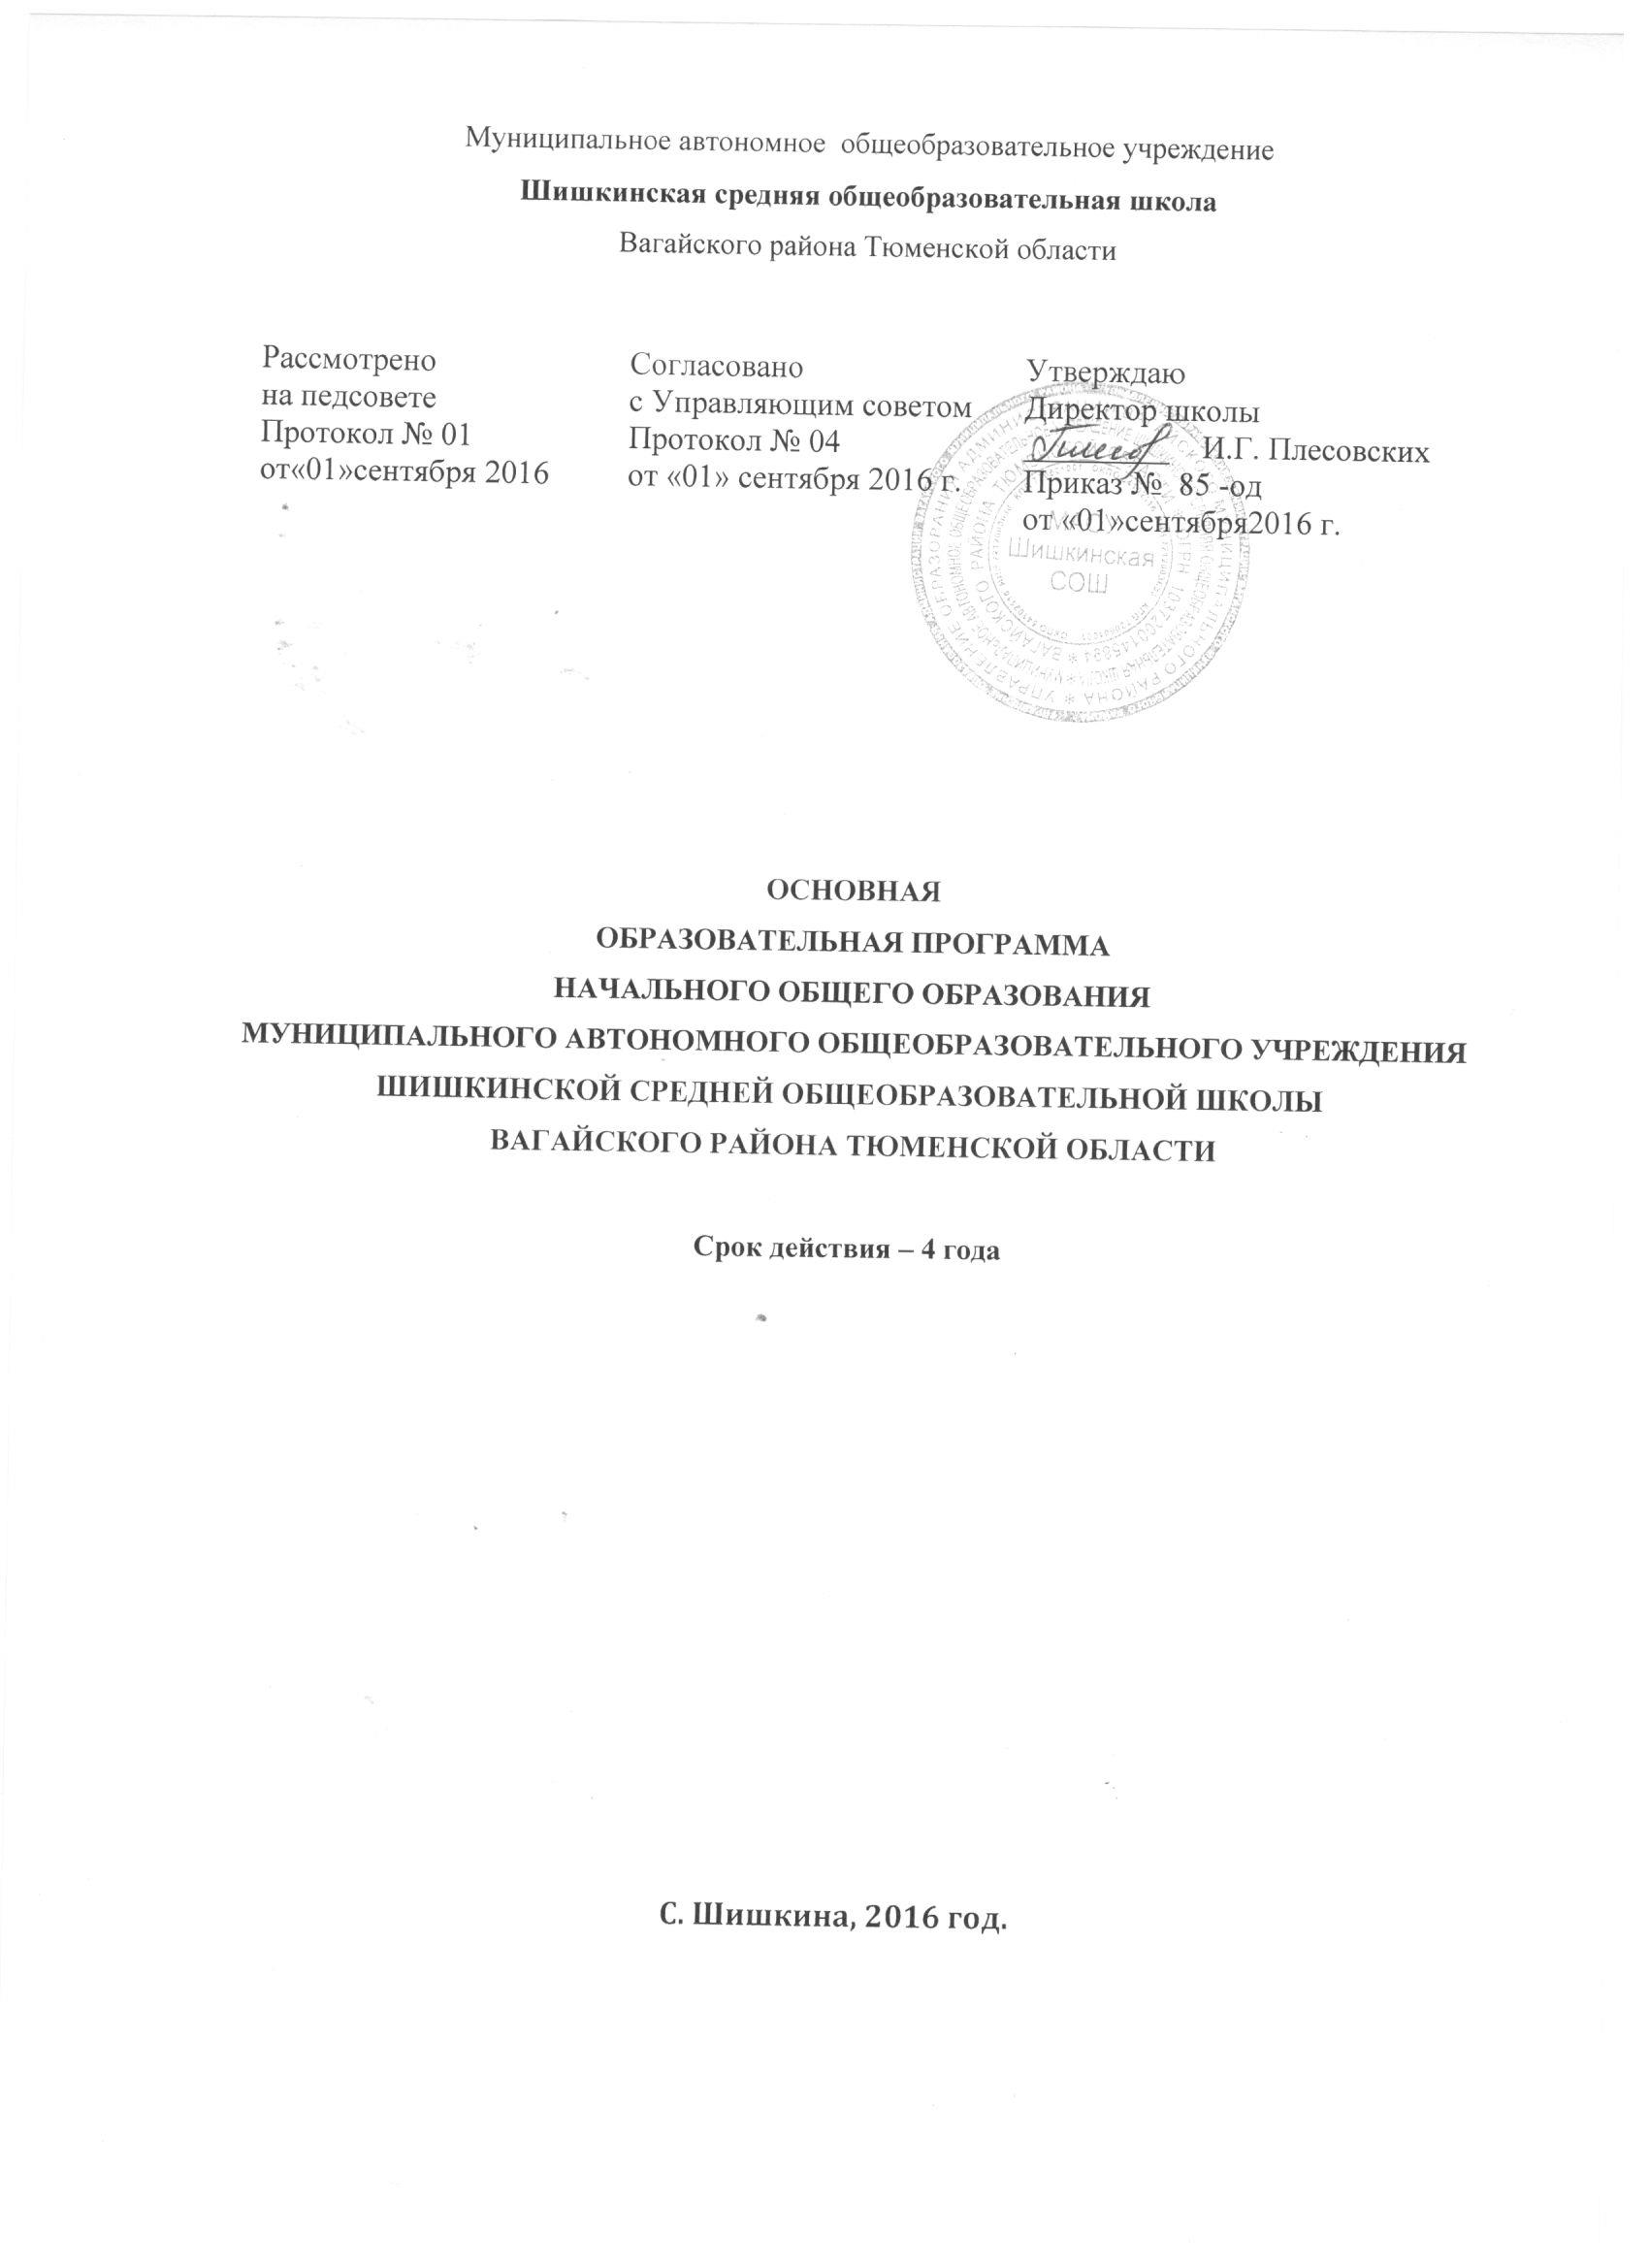 Муниципальное автономное  общеобразовательное учреждение
Шишкинская средняя общеобразовательная школа
Вагайского района Тюменской области
Рассмотрено
на педсовете
Протокол № 01
от«01»сентября 2016
Согласовано
с Управляющим советом
Протокол № 04
от «01» сентября 2016 г.
Утверждаю
Директор школы
И.Г. Плесовских
Приказ №  85 -од
от «01»сентября2016 г.
МАОУ
Шишкинская
СОШ
ОСНОВНАЯ
ОБРАЗОВАТЕЛЬНАЯ ПРОГРАММА
НАЧАЛЬНОГО ОБЩЕГО ОБРАЗОВАНИЯ
МУНИЦИПАЛЬНОГО АВТОНОМНОГО ОБЩЕОБРАЗОВАТЕЛЬНОГО УЧРЕЖДЕНИЯ
ШИШКИНСКОЙ СРЕДНЕЙ ОБЩЕОБРАЗОВАТЕЛЬНОЙ ШКОЛЫ
ВАГАЙСКОГО РАЙОНА ТЮМЕНСКОЙ ОБЛАСТИ
Срок действия – 4 года
С. Шишкина, 2016 год.